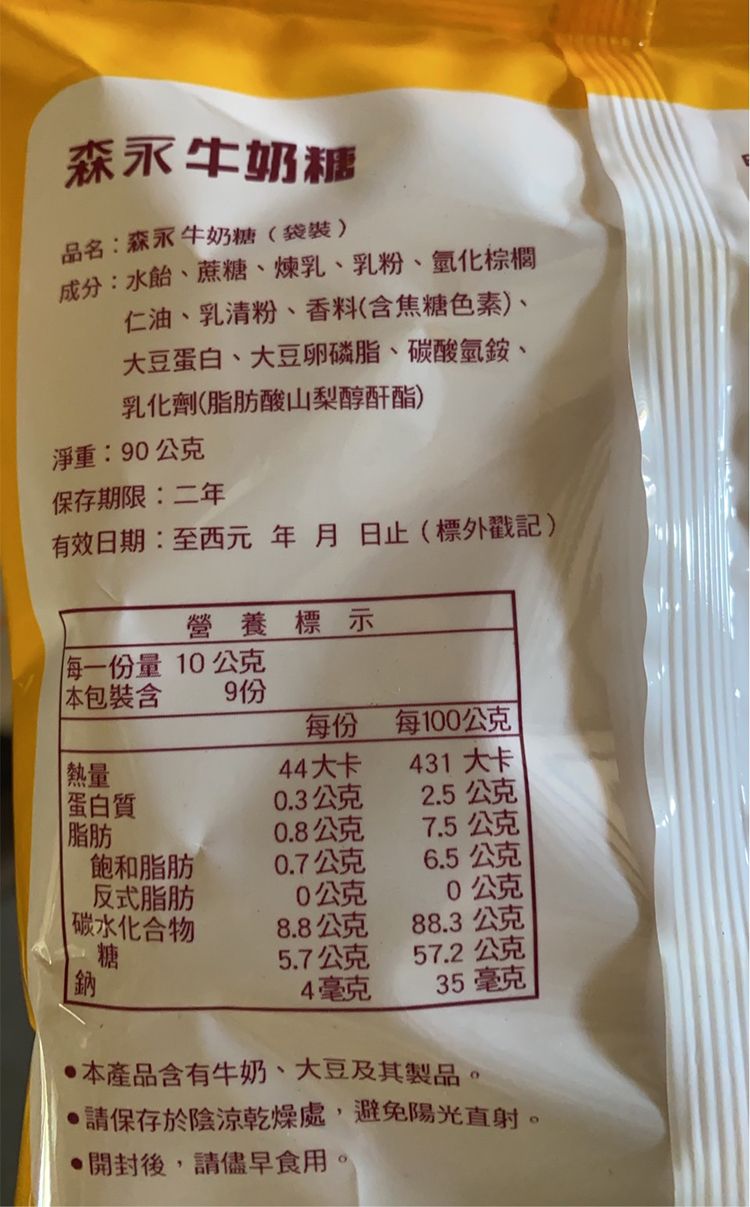 森永牛奶糖
品名：森永牛奶糖（袋裝）
成分：水飴、蔗糖、煉乳、乳粉、氫化棕櫚
仁油、乳清粉、香料(含焦糖色素)、
大豆蛋白、大豆卵磷脂、碳酸氫銨、
乳化劑(脂肪酸山梨醇酐酯)
淨重：90公克
保存期限：二年
有效日期：至西元 年 月 日止（標外戳記）
營養標示
每一份量 10 公克
本包裝含 9份
每份 每100公克
熱量 44大卡 431 大卡
蛋白質 0.3公克 2.5 公克
脂肪 0.8公克 7.5 公克
飽和脂肪 0.7公克 6.5 公克
反式脂肪 0公克 0 公克
碳水化合物 8.8公克 88.3 公克
糖 5.7公克 57.2 公克
鈉 4毫克 35 毫克
●本產品含有牛奶、大豆及其製品。
●請保存於陰涼乾燥處，避免陽光直射。
●開封後，請儘早食用。